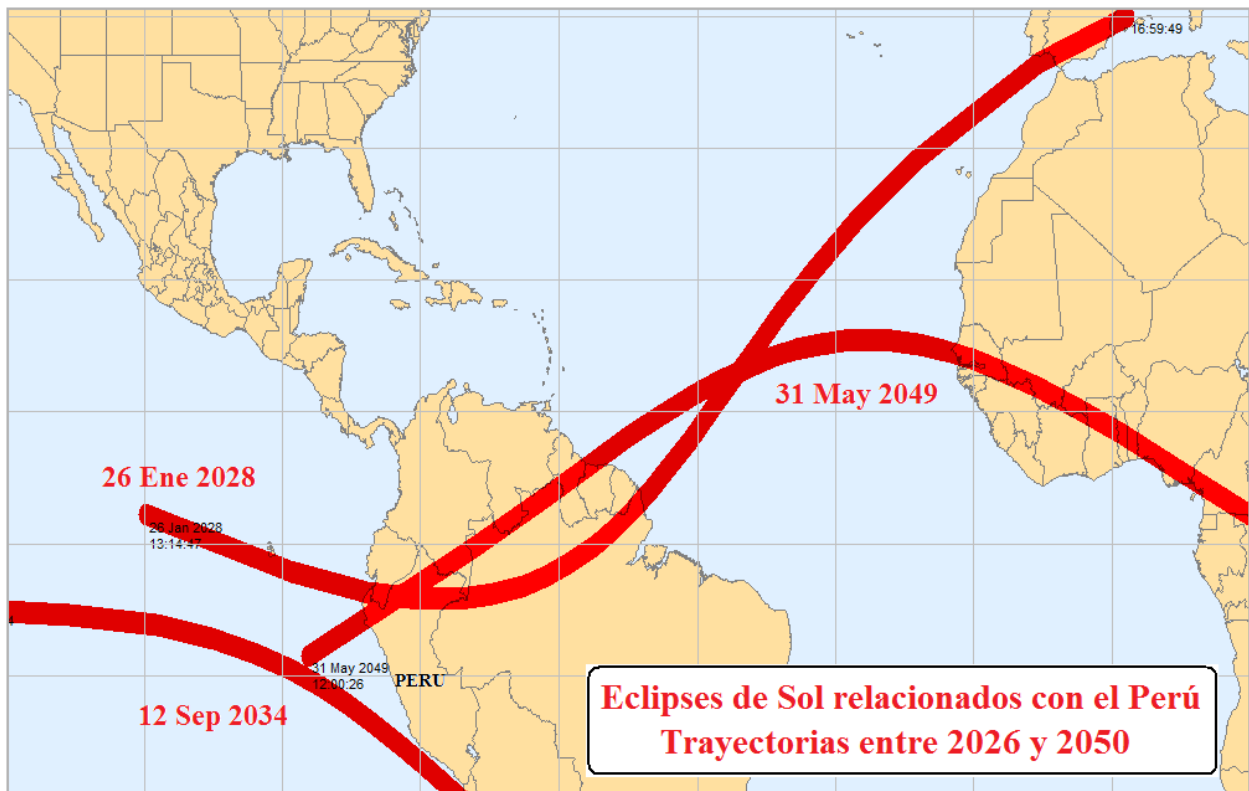 16:59:49
31 May 2049
26 Ene 2028
26 Jan 2028
13:14:47
31 May 2049
12:00:26
PERU
12 Sep 2034
Eclipses de Sol relacionados con el Perú
Trayectorias entre 2026 y 2050